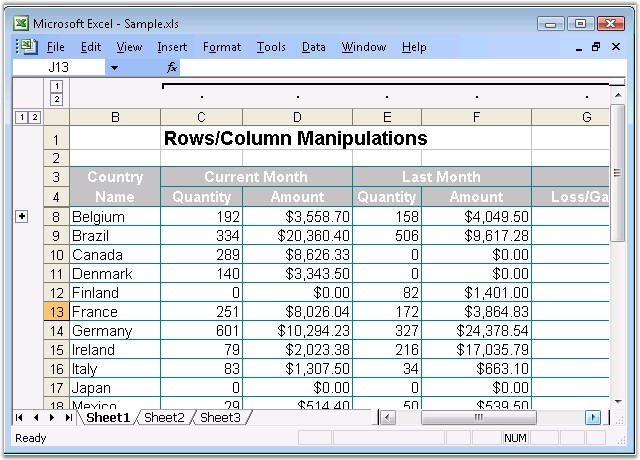 Microsoft Excel - Sample.xls
File Edit View Insert Format Tools Data Window Help
J13 fx
1
2
1 2 B C D E F G
1 Rows/Column Manipulations
2
3 Country Current Month Last Month
4 Name Quantity Amount Quantity Amount Loss/Ga
8 Belgium 192 $3,558.70 158 $4,049.50
9 Brazil 334 $20,360.40 506 $9,617.28
10 Canada 289 $8,626.33 0 $0.00
11 Denmark 140 $3,343.50 0 $0.00
12 Finland 0 $0.00 82 $1,401.00
13 France 251 $8,026.04 172 $3,864.83
14 Germany 601 $10,294.23 327 $24,378.54
15 Ireland 79 $2,023.38 216 $17,035.79
16 Italy 83 $1,307.50 34 $663.10
17 Japan 0 $0.00 0 $0.00
18 Mexico 29 $514.40 50 $539.50
Sheet1 Sheet2 Sheet3
Ready NUM